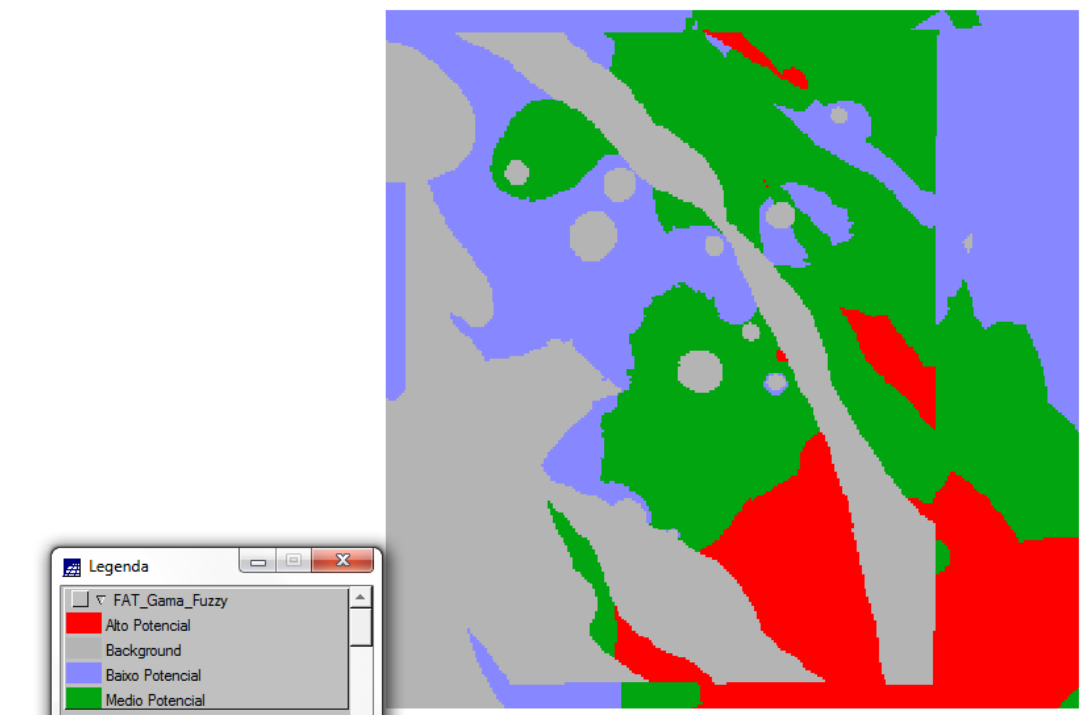 Legenda
FAT_Gama_Fuzzy
Alto Potencial
Background
Baixo Potencial
Medio Potencial